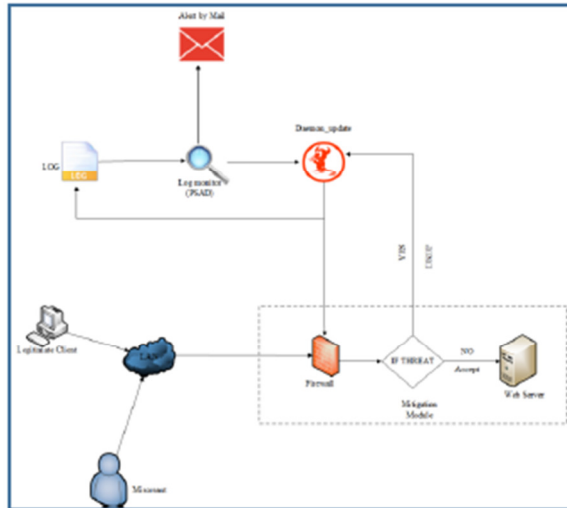 Alert by Mail
Daemon_update
LOG
LOG
Log monitor
(PSAD)
YES
Legitimate Client
LAN
Firewall
IF THREAT
NO
Accept
Web Server
Mitigation
Module
Miscreant